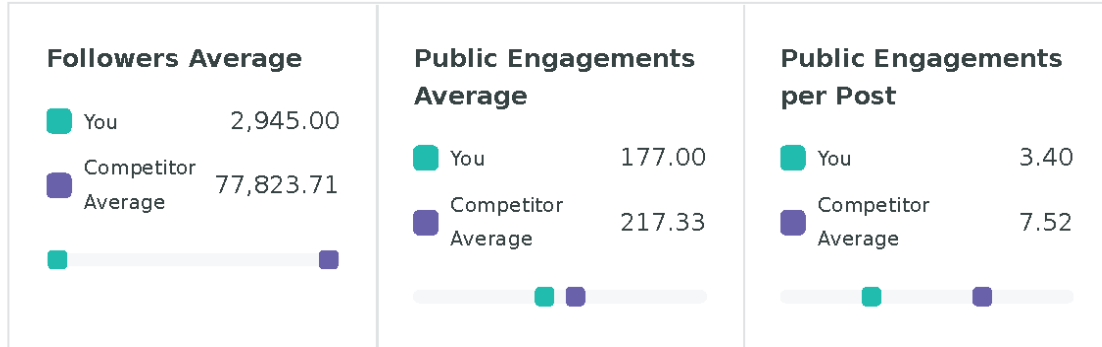 Followers Average
You 2,945.00
Competitor
Average 77,823.71
Public Engagements
Average
You 177.00
Competitor
Average 217.33
Public Engagements
per Post
You 3.40
Competitor
Average 7.52